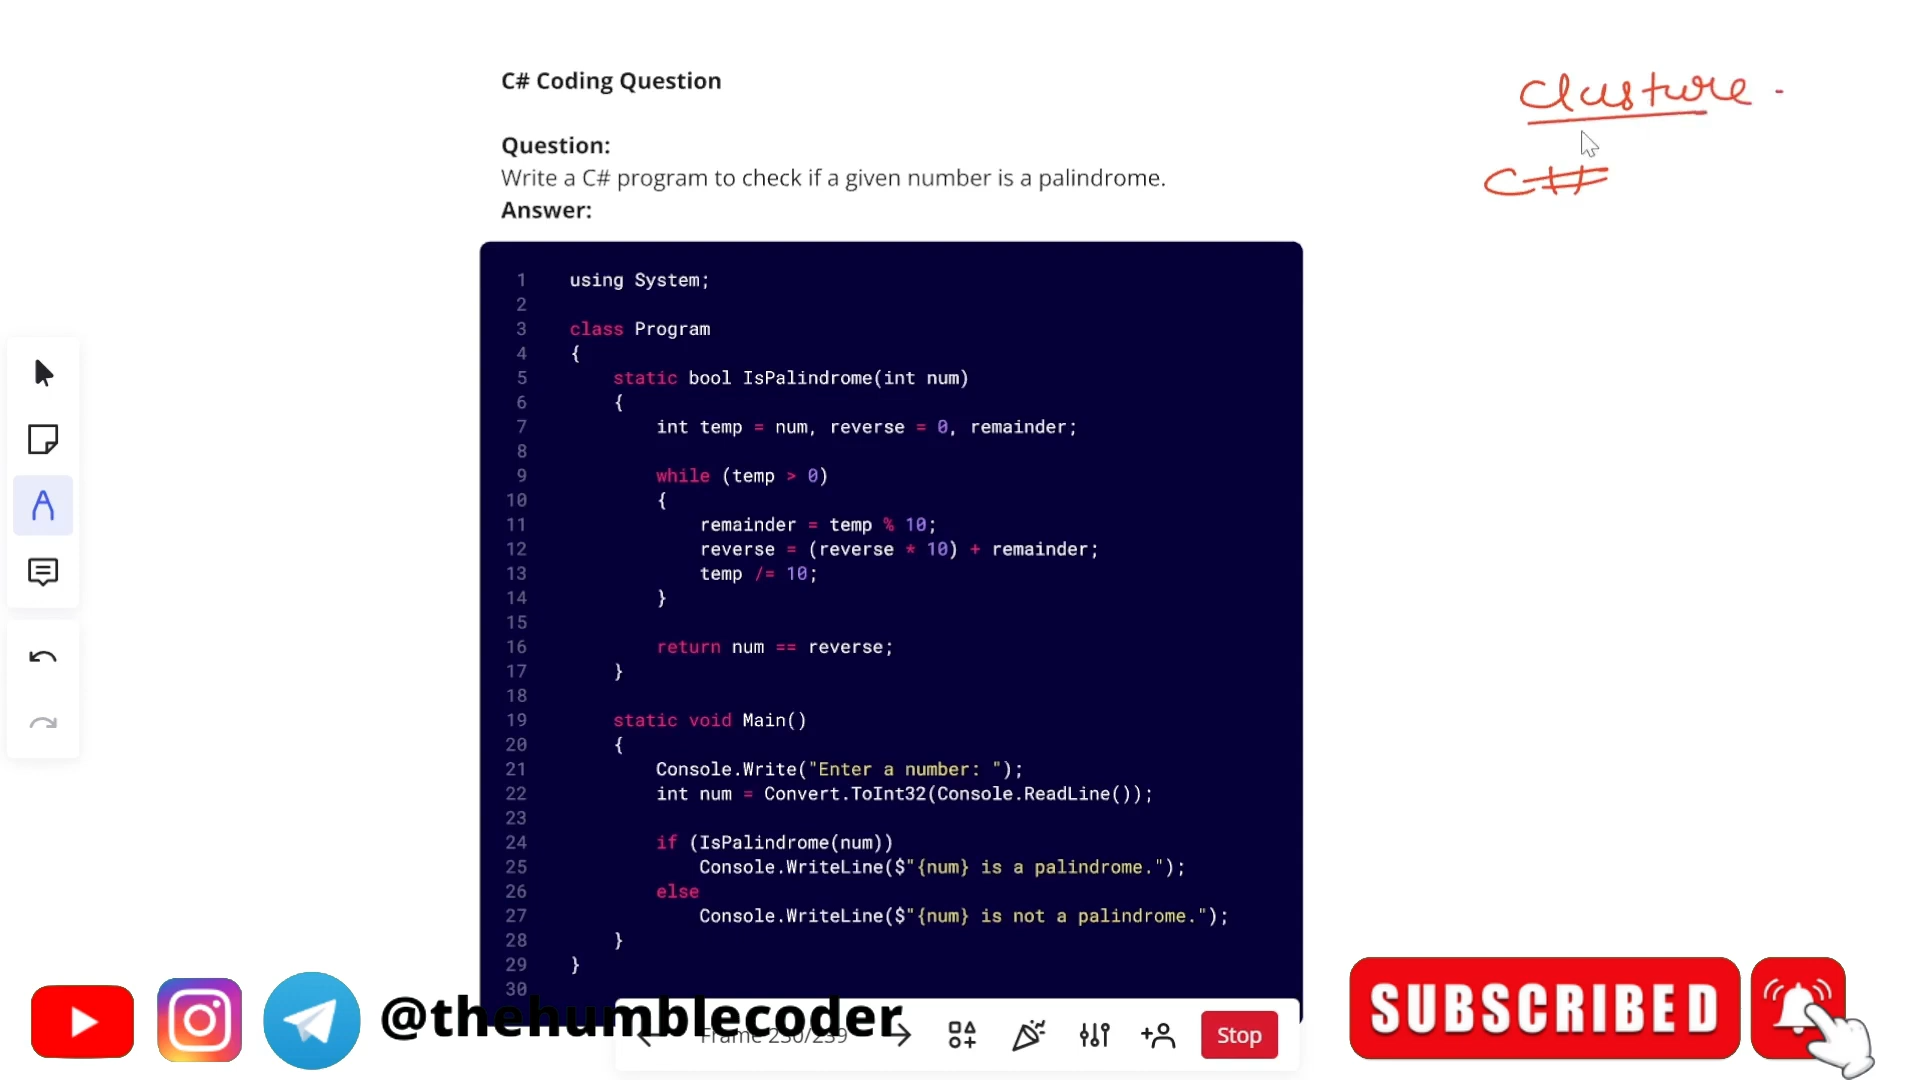 C# Coding Question
Clusture -
C#
Question:
Write a C# program to check if a given number is a palindrome.
Answer:
1 using System;
2
3 class Program
4 {
5 static bool IsPalindrome(int num)
6 {
7 int temp = num, reverse = 0, remainder;
8
9 while (temp > 0)
10 {
11 remainder = temp % 10;
12 reverse = (reverse * 10) + remainder;
13 temp /= 10;
14 }
15
16 return num == reverse;
17 }
18
19 static void Main()
20 {
21 Console.Write("Enter a number: ");
22 int num = Convert.ToInt32(Console.ReadLine());
23
24 if (IsPalindrome(num))
25 Console.WriteLine($"{num} is a palindrome.");
26 else
27 Console.WriteLine($"{num} is not a palindrome.");
28 }
29 }
30
@thehumblecoder
Frame 230/239
Stop
SUBSCRIBED